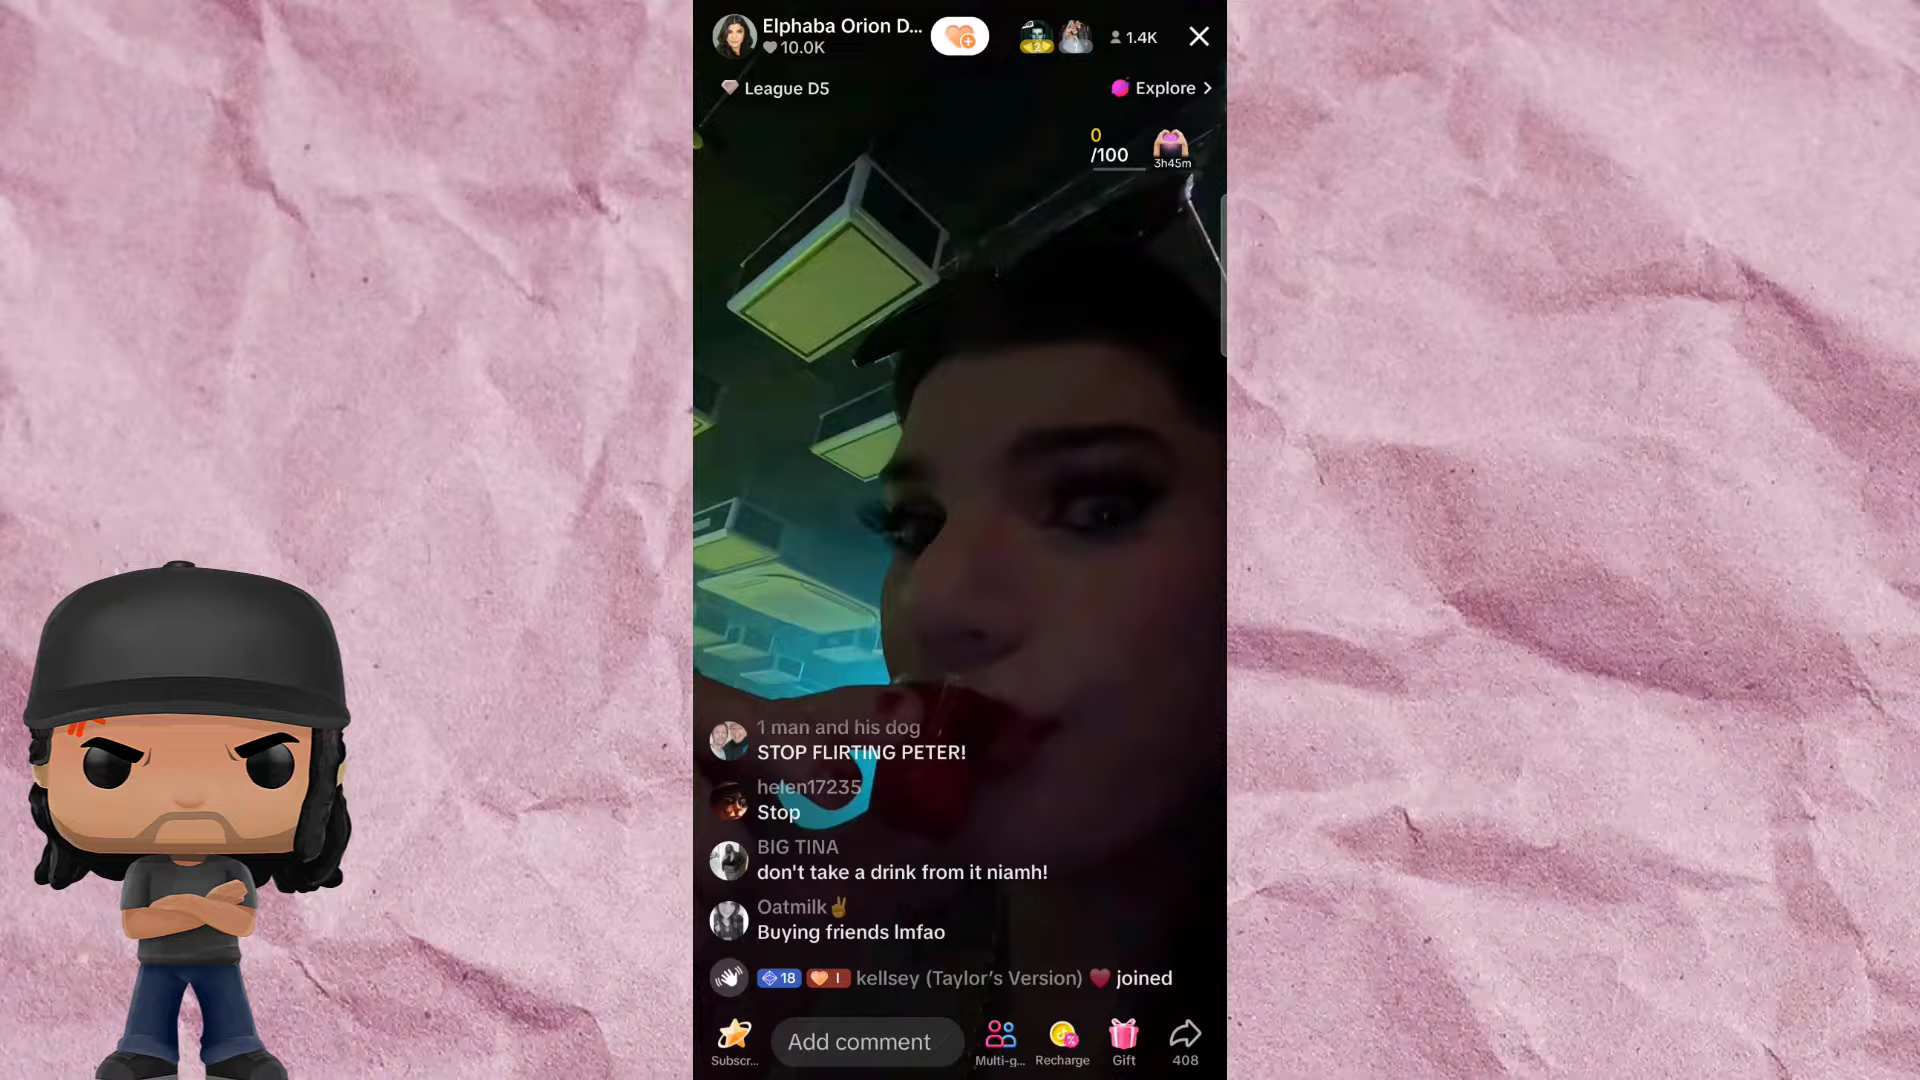 Elphaba Orion D...
10.0K
2
1
1.4K
League D5
Explore
0
/100
3h45m
1 man and his dog
STOP FLIRTING PETER!
helen17235
Stop
BIG TINA
don't take a drink from it niamh!
Oatmilk✌
Buying friends lmfao
18 I kellsey (Taylor’s Version) joined
Subscr...
Add comment
Multi-g...
Recharge
Gift
408